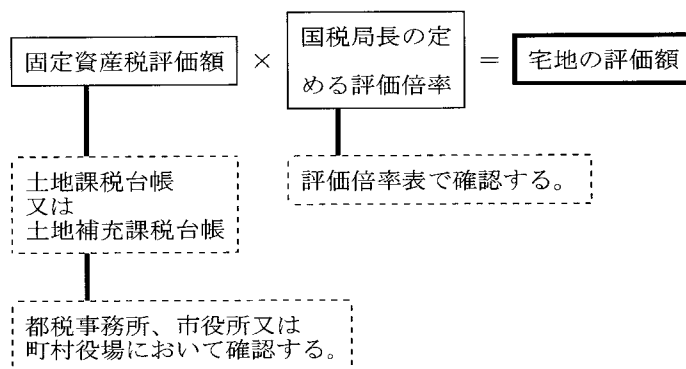 固定資産税評価額 × 国税局長の定める評価倍率 = 宅地の評価額
土地課税台帳
又は
土地補充課税台帳
評価倍率表で確認する。
都税事務所、市役所又は
町村役場において確認する。